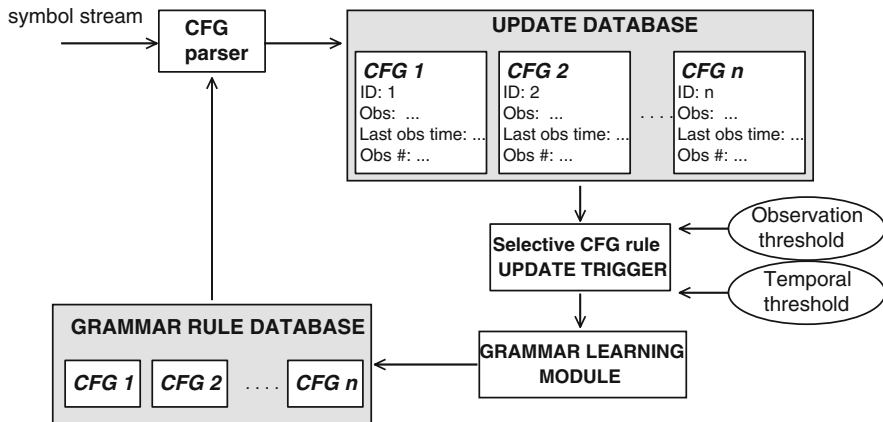 symbol stream
CFG
parser
UPDATE DATABASE
CFG 1
ID: 1
Obs: ...
Last obs time: ...
Obs #: ...
CFG 2
ID: 2
Obs: ...
Last obs time: ...
Obs #: ...
. . . .
CFG n
ID: n
Obs: ...
Last obs time: ...
Obs #: ...
Selective CFG rule
UPDATE TRIGGER
Observation
threshold
Temporal
threshold
GRAMMAR LEARNING
MODULE
GRAMMAR RULE DATABASE
CFG 1
CFG 2
. . . .
CFG n